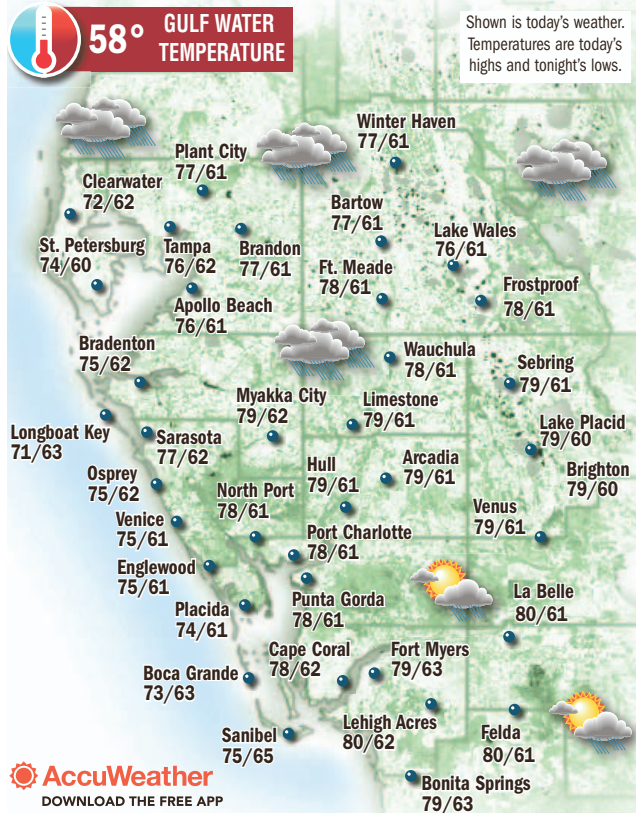 58°
GULF WATER
TEMPERATURE
Shown is today's weather.
Temperatures are today's
highs and tonight's lows.
Winter Haven
77/61
Plant City
77/61
Clearwater
72/62
Bartow
77/61
Lake Wales
76/61
St. Petersburg
74/60
Tampa
76/62
Brandon
77/61
Ft. Meade
78/61
Frostproof
78/61
Apollo Beach
76/61
Bradenton
75/62
Wauchula
78/61
Sebring
79/61
Myakka City
79/62
Limestone
79/61
Longboat Key
71/63
Sarasota
77/62
Lake Placid
79/60
Osprey
75/62
Hull
79/61
Arcadia
79/61
Brighton
79/60
North Port
78/61
Venus
79/61
Venice
75/61
Port Charlotte
78/61
Englewood
75/61
Punta Gorda
78/61
La Belle
80/61
Placida
74/61
Cape Coral
78/62
Fort Myers
79/63
Boca Grande
73/63
Lehigh Acres
80/62
Felda
80/61
Sanibel
75/65
Bonita Springs
79/63
AccuWeather
DOWNLOAD THE FREE APP